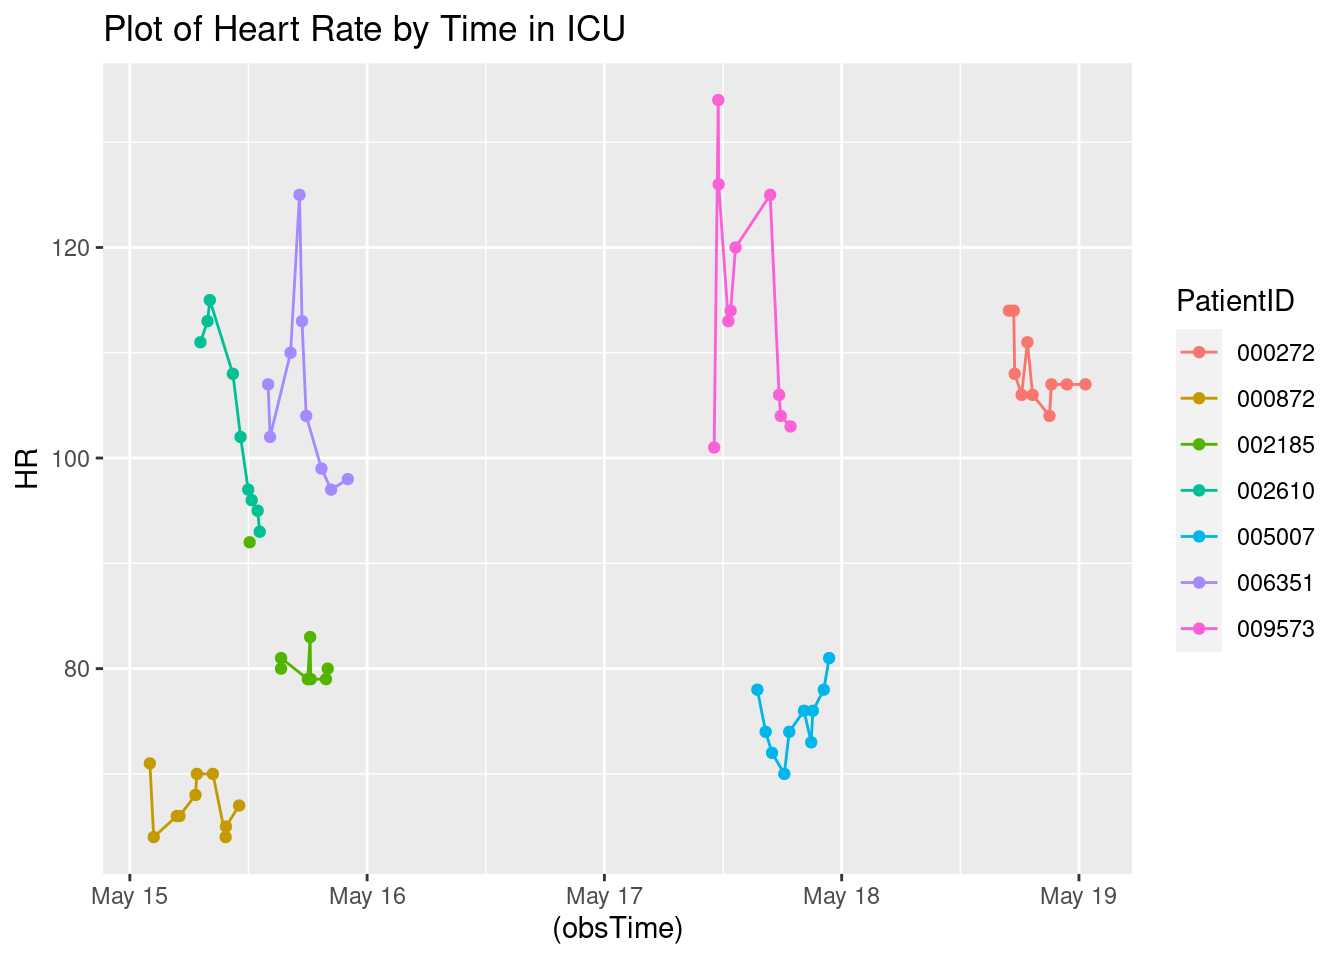 Plot of Heart Rate by Time in ICU
120
100
80
HR
May 15
May 16
May 17
May 18
May 19
(obsTime)
PatientID
000272
000872
002185
002610
005007
006351
009573